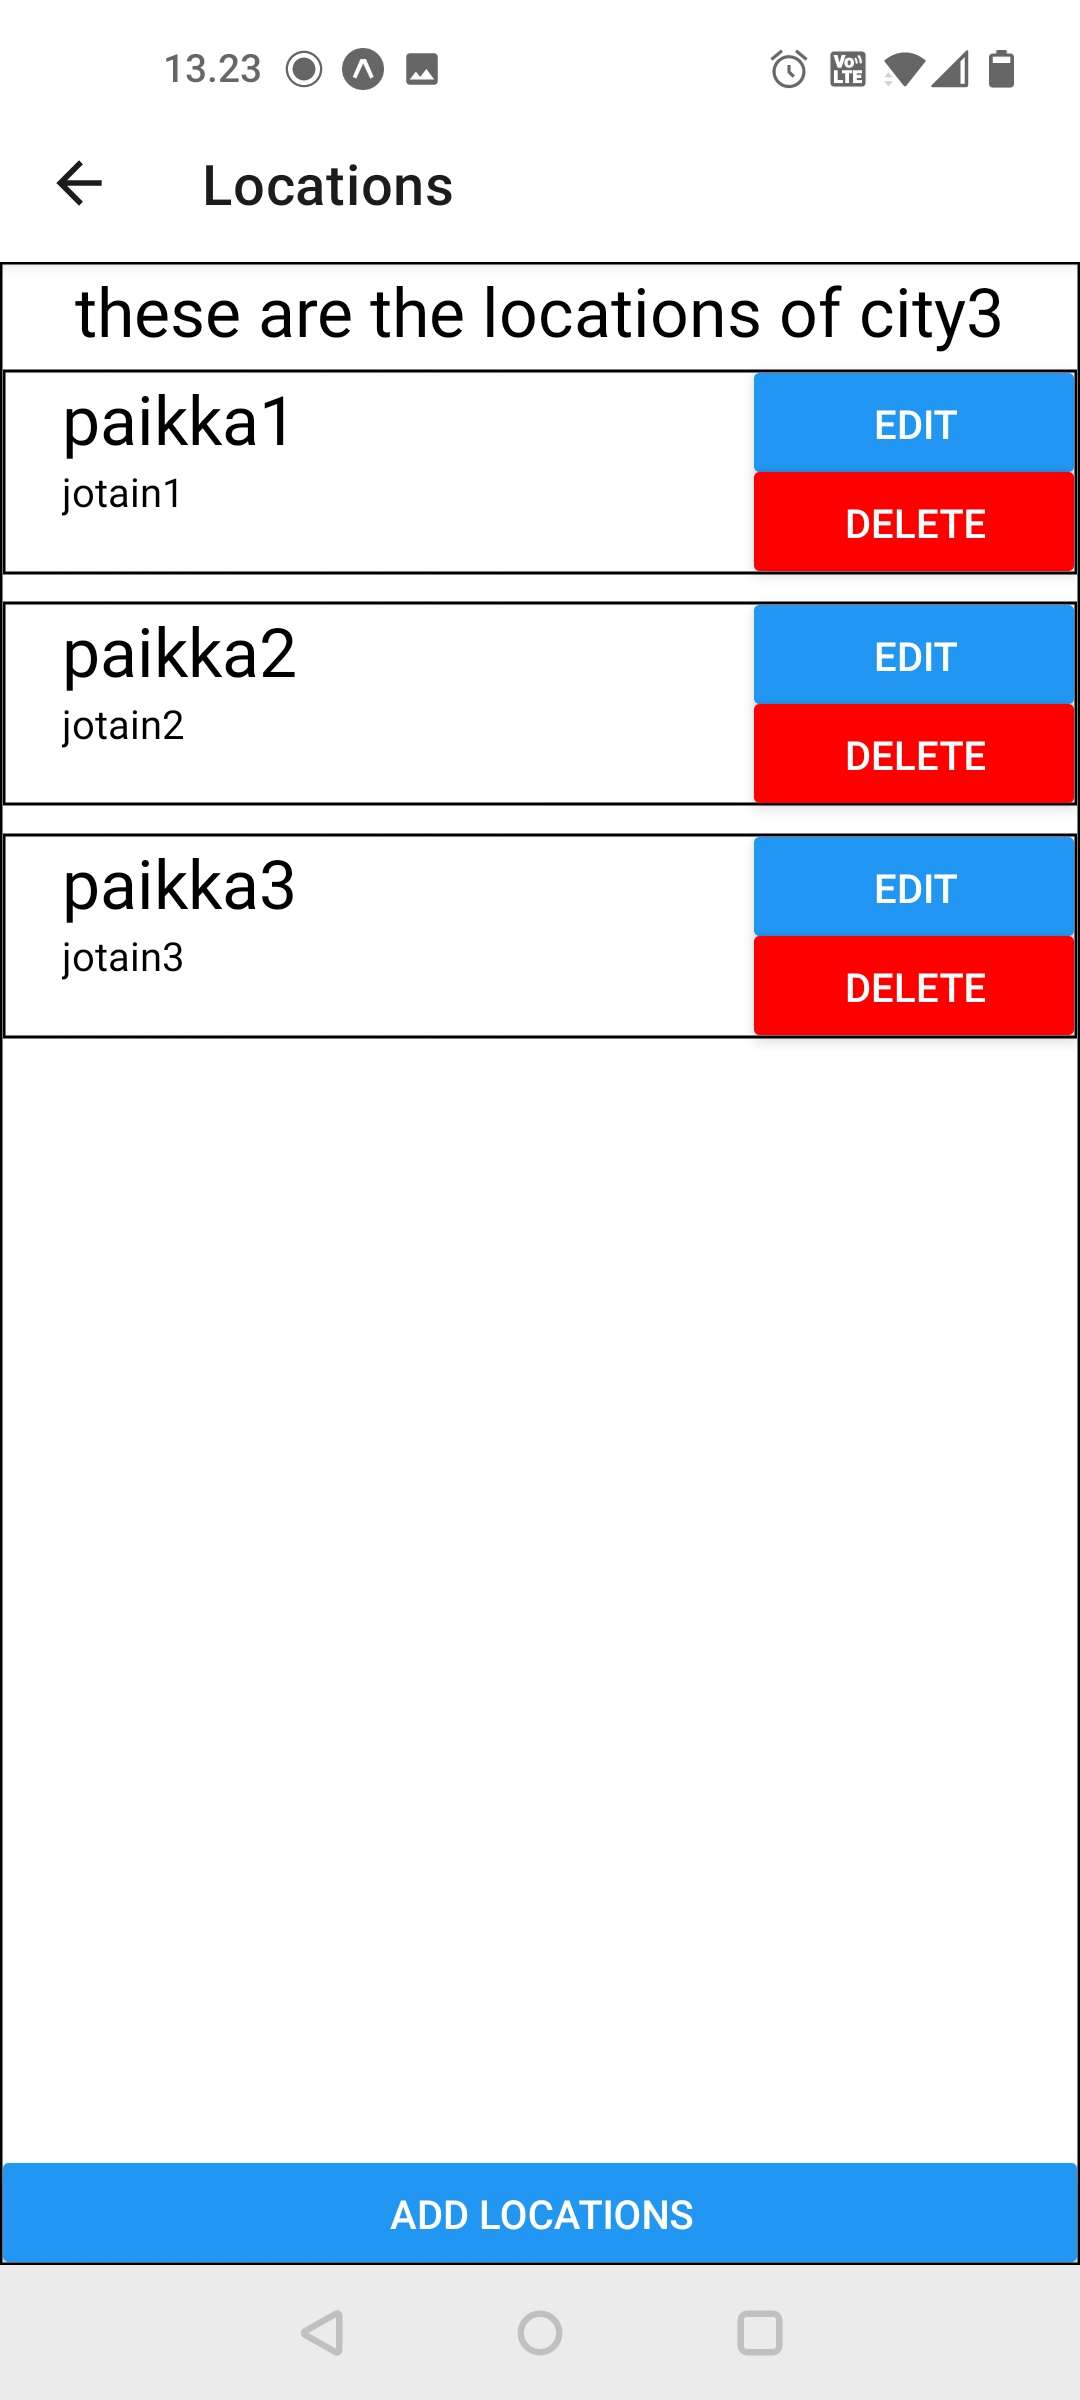 13.23
Vo LTE
Locations
these are the locations of city3
paikka1
jotain1
EDIT
DELETE
paikka2
jotain2
EDIT
DELETE
paikka3
jotain3
EDIT
DELETE
ADD LOCATIONS